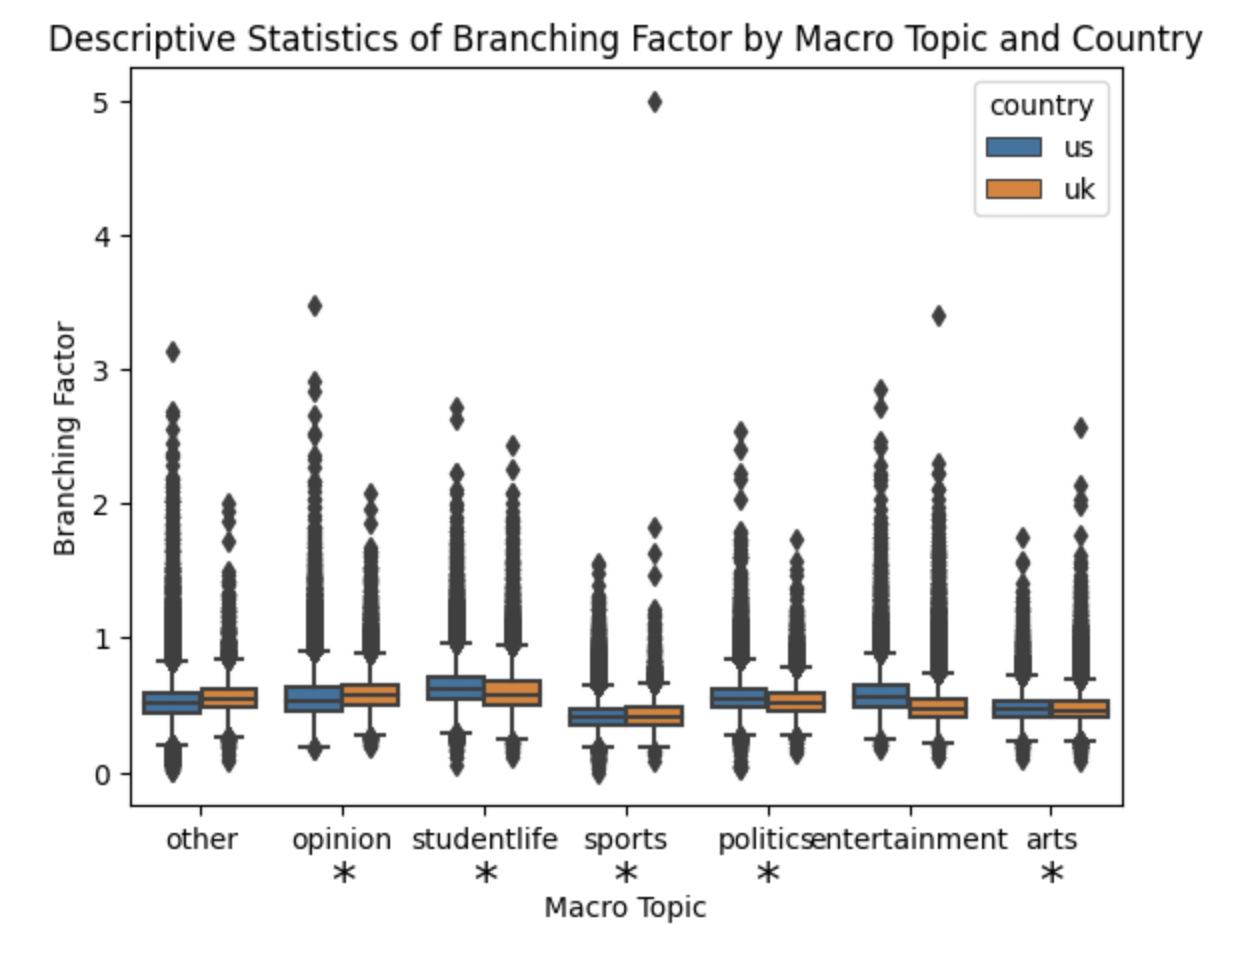 Descriptive Statistics of Branching Factor by Macro Topic and Country
country
us
uk
Branching Factor
5
4
3
2
1
0
other opinion studentlife sports politics entertainment arts
* * * * *
Macro Topic